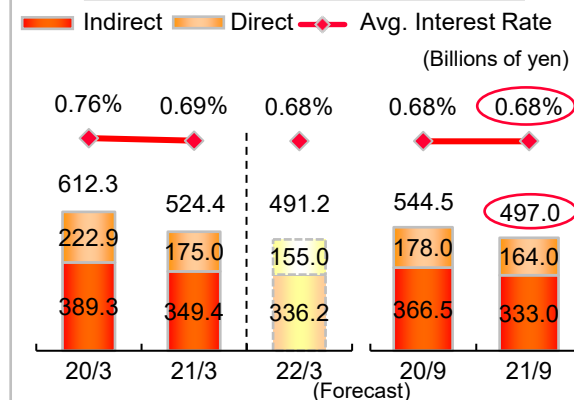 Indirect Direct Avg. Interest Rate
(Billions of yen)
0.76% 0.69% 0.68% 0.68% 0.68%
612.3 524.4 491.2 544.5 497.0
222.9 175.0 155.0 178.0 164.0
389.3 349.4 336.2 366.5 333.0
20/3 21/3 22/3 20/9 21/9
(Forecast)